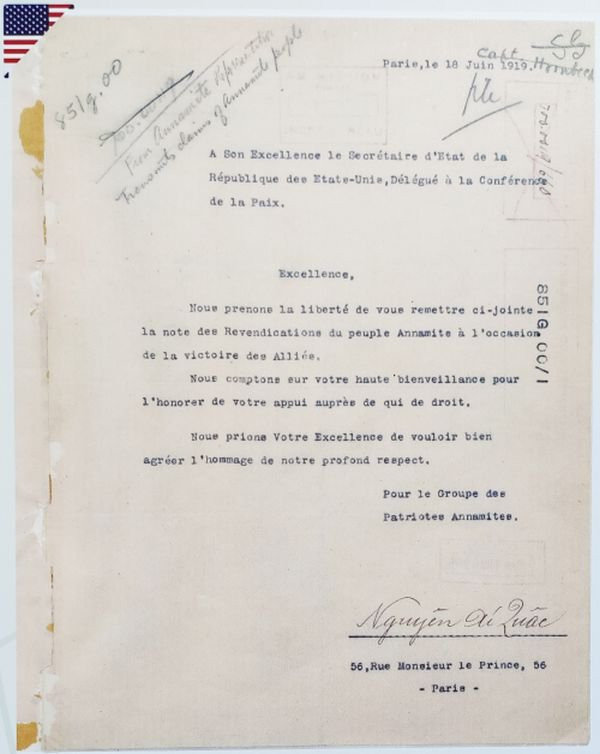 851g.00
From Annamite
Transmits claims of Annamite people
Capt. Hornbeck
Paris, le 18 Juin 1919.
A Son Excellence le Secrétaire d'Etat de la
République des Etats-Unis, Délégué à la Conférence
de la Paix.
Excellence,
Nous prenons la liberté de vous remettre ci-jointe
la note des Revendications du peuple Annamite à l'occasion
de la victoire des Alliés.
Nous comptons sur votre haute bienveillance pour
l'honorer de votre appui auprès de qui de droit.
Nous prions Votre Excellence de vouloir bien
agréer l'hommage de notre profond respect.
Pour le Groupe des
Patriotes Annamites.
Nguyễn Ái Quấc
56, Rue Monsieur le Prince, 56
- Paris -
851G.00/1